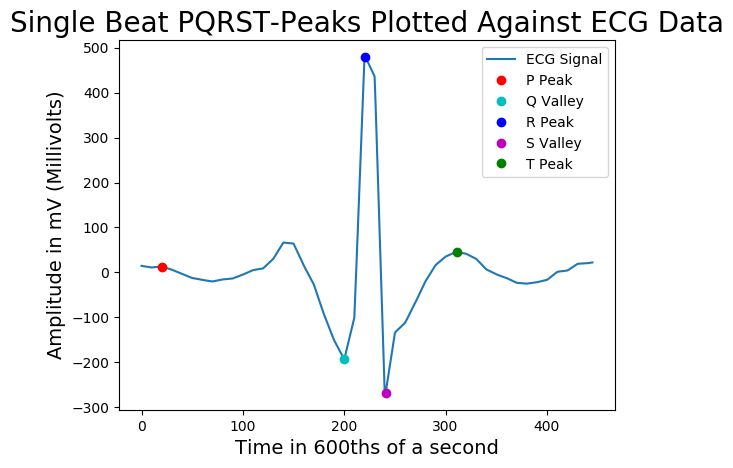 Single Beat PQRST-Peaks Plotted Against ECG Data
Amplitude in mV (Millivolts)
500
400
300
200
100
0
−100
−200
−300
ECG Signal
P Peak
Q Valley
R Peak
S Valley
T Peak
0 100 200 300 400
Time in 600ths of a second